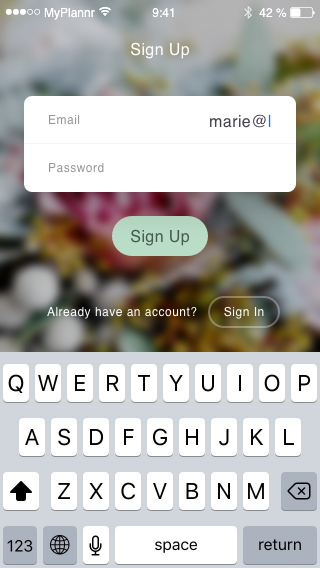 MyPlannr 9:41 42 %
Sign Up
Email marie@
Password
Sign Up
Already have an account? Sign In
Q W E R T Y U I O P
A S D F G H J K L
Z X C V B N M
123 space return